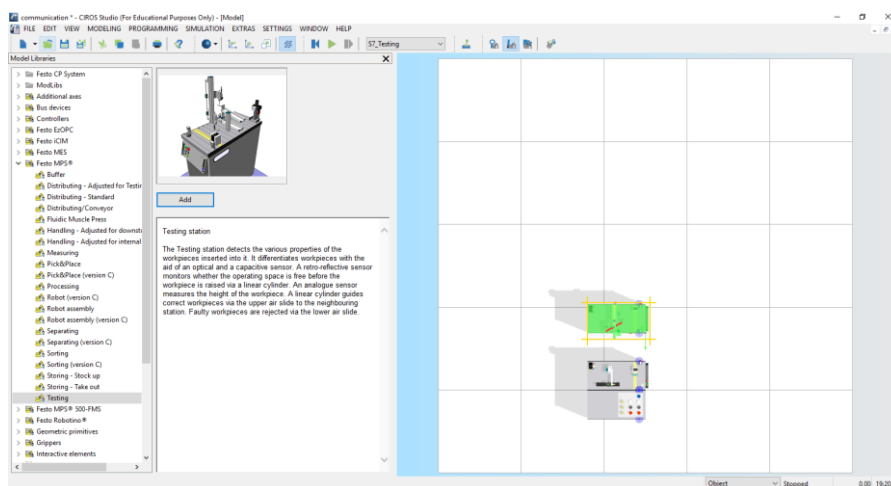 communication * - CIROS Studio (For Educational Purposes Only) - [Model]
FILE EDIT VIEW MODELING PROGRAMMING SIMULATION EXTRAS SETTINGS WINDOW HELP
S7_Testing
Model Libraries
Festo CP System
ModLibs
Additional axes
Bus devices
Controllers
Festo EzOPC
Festo iCIM
Festo MES
Festo MPS®
Buffer
Distributing - Adjusted for Testir
Distributing - Standard
Distributing/Conveyor
Fluidic Muscle Press
Handling - Adjusted for downst
Handling - Adjusted for internal
Measuring
Pick&Place
Pick&Place (version C)
Processing
Robot (version C)
Robot assembly
Robot assembly (version C)
Separating
Separating (version C)
Sorting
Sorting (version C)
Storing - Stock up
Storing - Take out
Testing
Festo MPS® 500-FMS
Festo Robotino®
Geometric primitives
Grippers
Interactive elements
Add
Testing station
The Testing station detects the various properties of the
workpieces inserted into it. It differentiates workpieces with the
aid of an optical and a capacitive sensor. A retro-reflective sensor
monitors whether the operating space is free before the
workpiece is raised via a linear cylinder. An analogue sensor
measures the height of the workpiece. A linear cylinder guides
correct workpieces via the upper air slide to the neighbouring
station. Faulty workpieces are rejected via the lower air slide.
Object Stopped 0.00 19:20